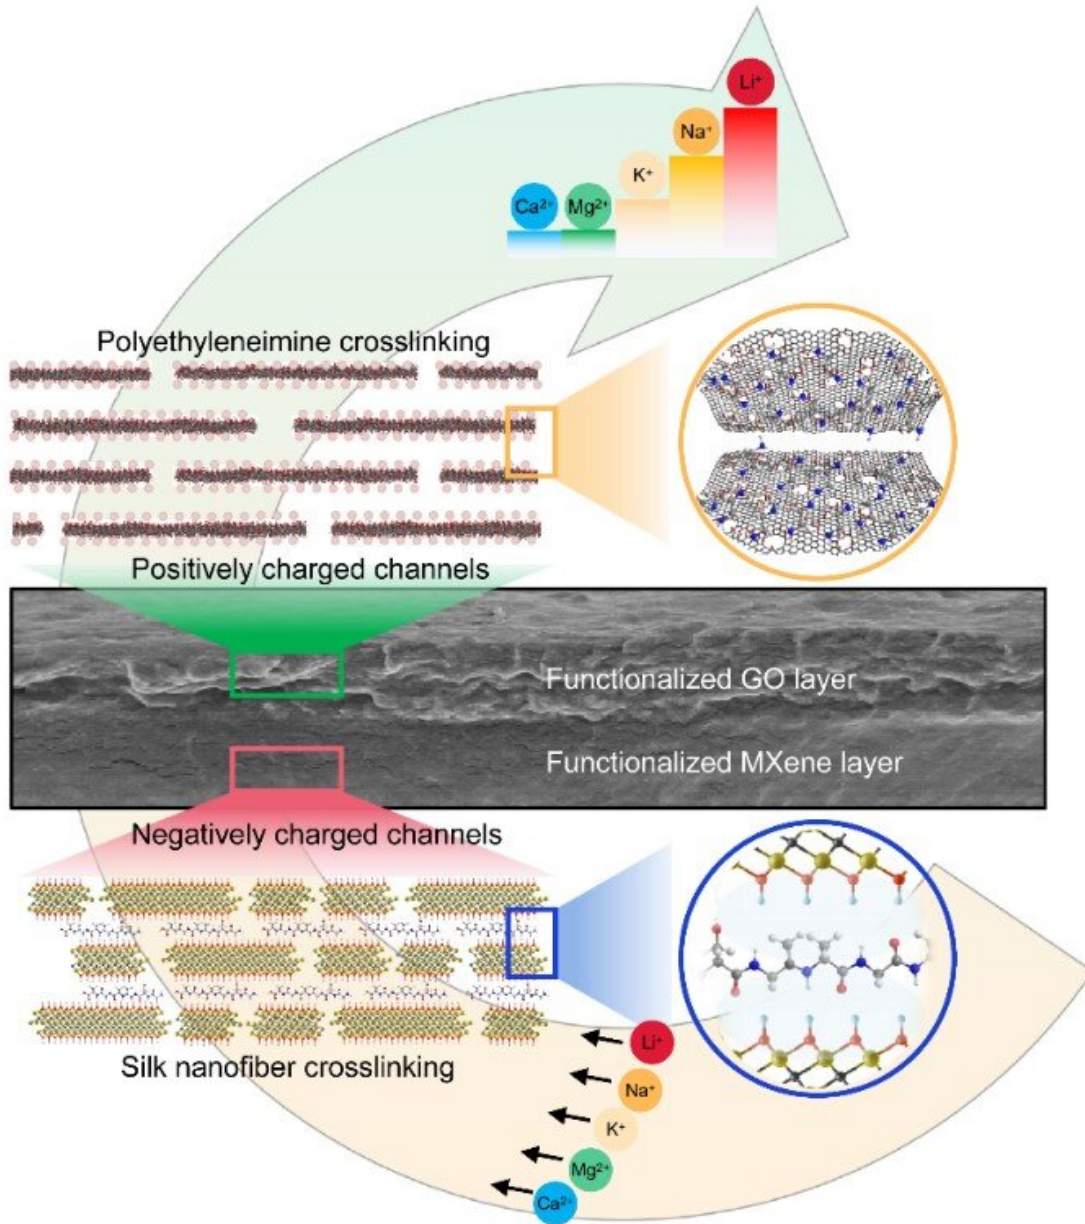 Li⁺
Na⁺
K⁺
Ca²⁺
Mg²⁺
Polyethyleneimine crosslinking
Positively charged channels
Functionalized GO layer
Functionalized MXene layer
Negatively charged channels
Silk nanofiber crosslinking
Li⁺
Na⁺
K⁺
Mg²⁺
Ca²⁺